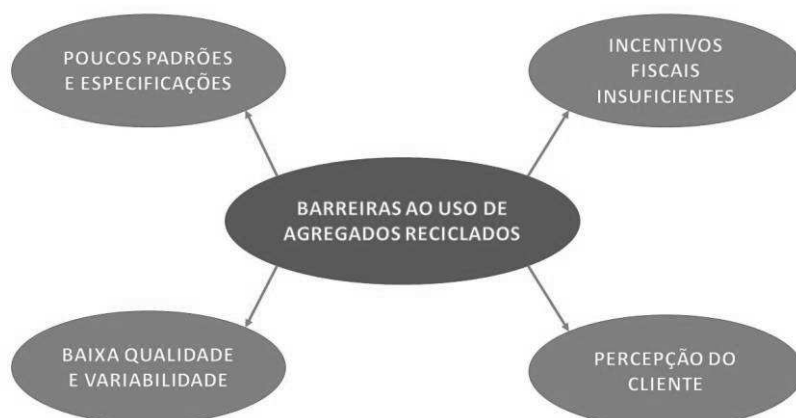 POUCOS PADRÕES
E ESPECIFICAÇÕES
INCENTIVOS
FISCAIS
INSUFICIENTES
BARREIRAS AO USO DE
AGREGADOS RECICLADOS
BAIXA QUALIDADE
E VARIABILIDADE
PERCEPÇÃO DO
CLIENTE